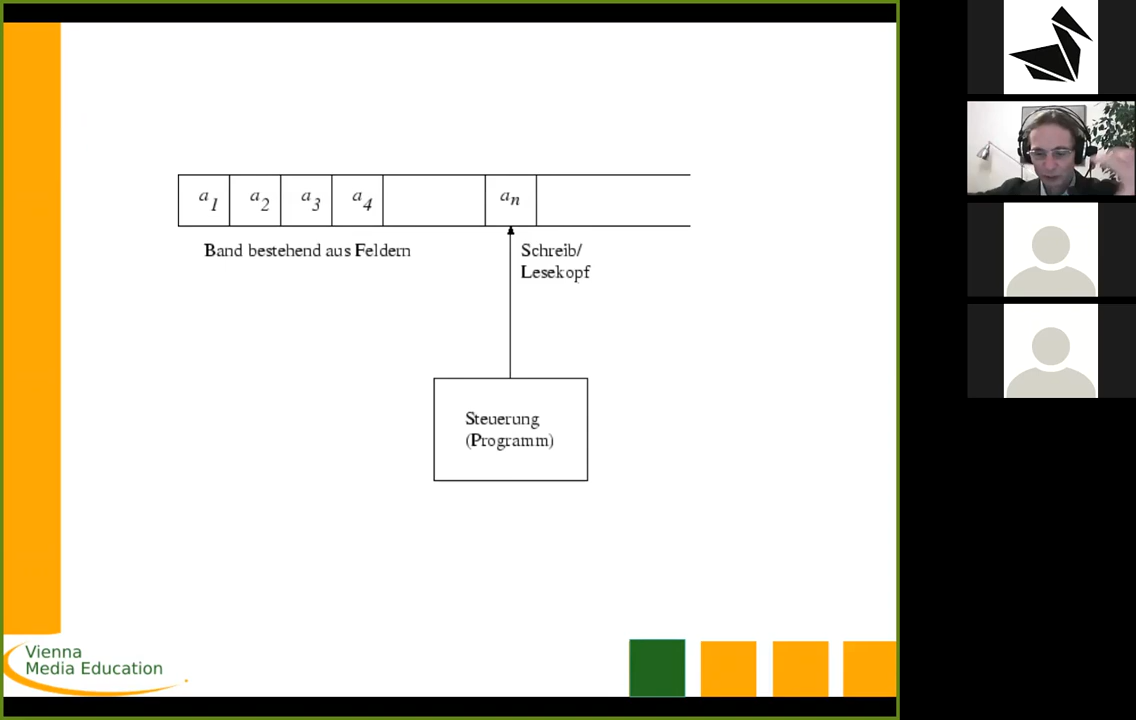 a1 a2 a3 a4 an
Band bestehend aus Feldern
Schreib/
Lesekopf
Steuerung
(Programm)
Vienna
Media Education